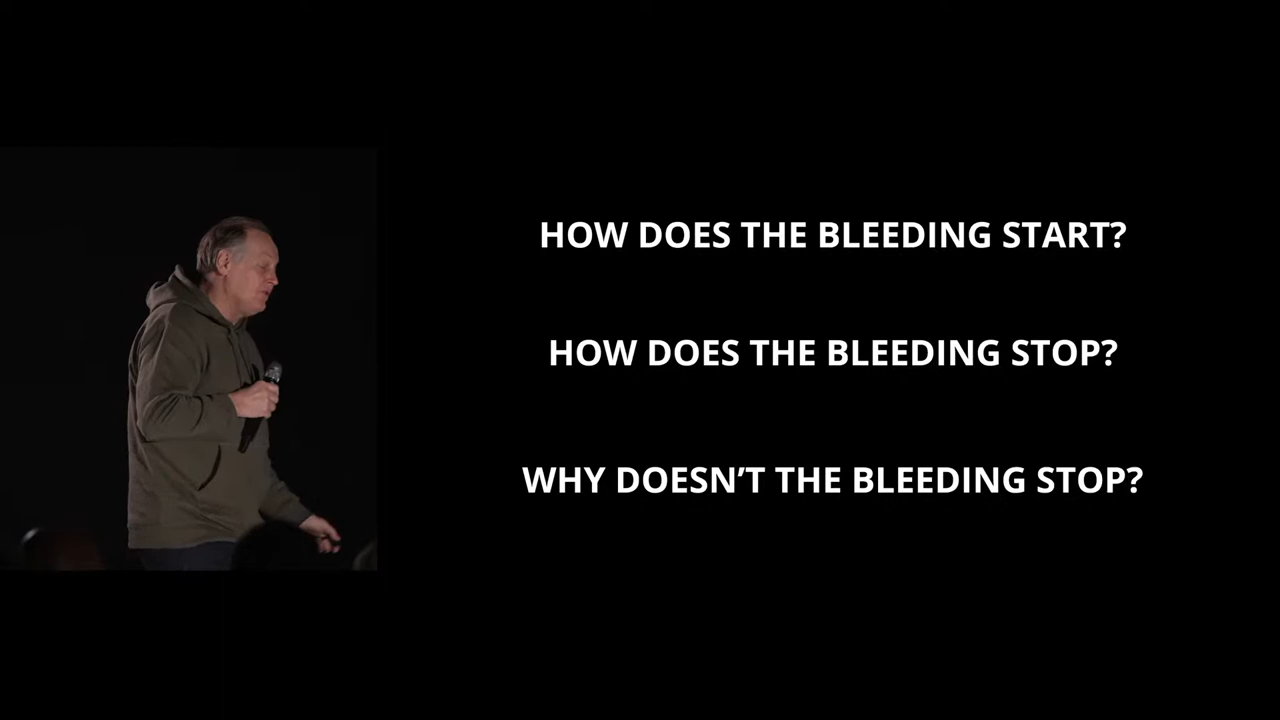 HOW DOES THE BLEEDING START?
HOW DOES THE BLEEDING STOP?
WHY DOESN’T THE BLEEDING STOP?